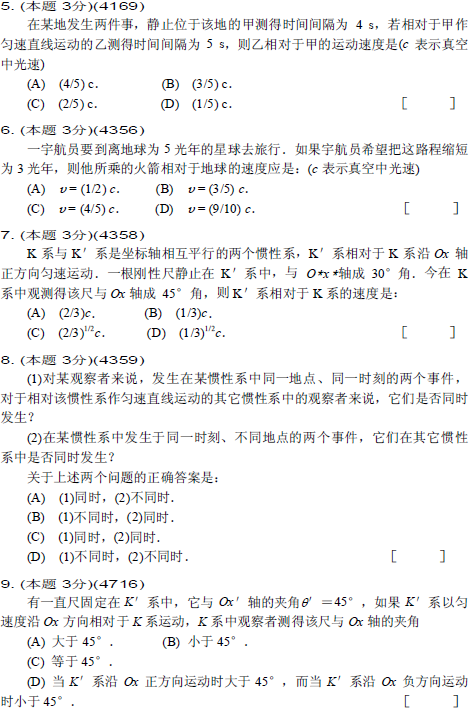 5. (本题 3分)(4169)
在某地发生两件事，静止位于该地的甲测得时间间隔为 4 s，若相对于甲作
匀速直线运动的乙测得时间间隔为 5 s，则乙相对于甲的运动速度是(c 表示真空
中光速)
(A) (4/5) c． (B) (3/5) c．
(C) (2/5) c． (D) (1/5) c． [ ]
6. (本题 3分)(4356)
一宇航员要到离地球为 5 光年的星球去旅行．如果宇航员希望把这路程缩短
为 3 光年，则他所乘的火箭相对于地球的速度应是：(c 表示真空中光速)
(A) υ = (1/2) c． (B) υ = (3/5) c．
(C) υ = (4/5) c． (D) υ = (9/10) c． [ ]
7. (本题 3分)(4358)
K 系与 K′系是坐标轴相互平行的两个惯性系，K′系相对于 K 系沿 Ox 轴
正方向匀速运动．一根刚性尺静止在 K′系中，与 O*x*轴成 30°角．今在 K
系中观测得该尺与 Ox 轴成 45°角，则 K′系相对于 K 系的速度是：
(A) (2/3)c． (B) (1/3)c．
(C) (2/3)1/2c． (D) (1/3)1/2c． [ ]
8. (本题 3分)(4359)
(1)对某观察者来说，发生在某惯性系中同一地点、同一时刻的两个事件，
对于相对该惯性系作匀速直线运动的其它惯性系中的观察者来说，它们是否同时
发生？
(2)在某惯性系中发生于同一时刻、不同地点的两个事件，它们在其它惯性
系中是否同时发生？
关于上述两个问题的正确答案是：
(A) (1)同时，(2)不同时．
(B) (1)不同时，(2)同时．
(C) (1)同时，(2)同时．
(D) (1)不同时，(2)不同时． [ ]
9. (本题 3分)(4716)
有一直尺固定在 K′系中，它与 Ox′轴的夹角θ′＝45°，如果 K′系以匀
速度沿 Ox 方向相对于 K 系运动，K 系中观察者测得该尺与 Ox 轴的夹角
(A) 大于 45°． (B) 小于 45°．
(C) 等于 45°．
(D) 当 K′系沿 Ox 正方向运动时大于 45°，而当 K′系沿 Ox 负方向运动
时小于 45°． [ ]